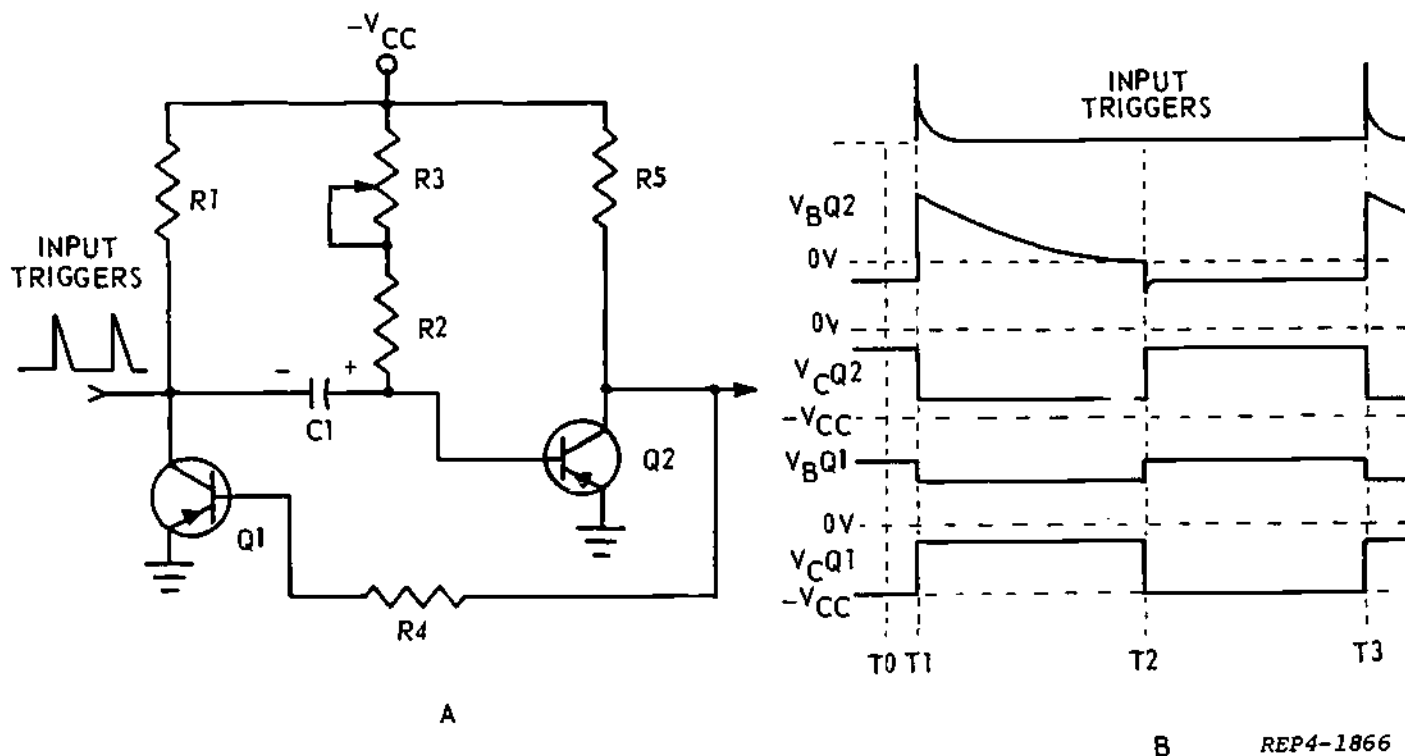 -VCC
R1
R3
R5
INPUT
TRIGGERS
R2
- +
C1
Q2
Q1
R4
A
INPUT
TRIGGERS
VBQ2
0V
0V
VCQ2
-VCC
VBQ1
0V
VCQ1
-VCC
T0 T1 T2 T3
B
REP4-1866